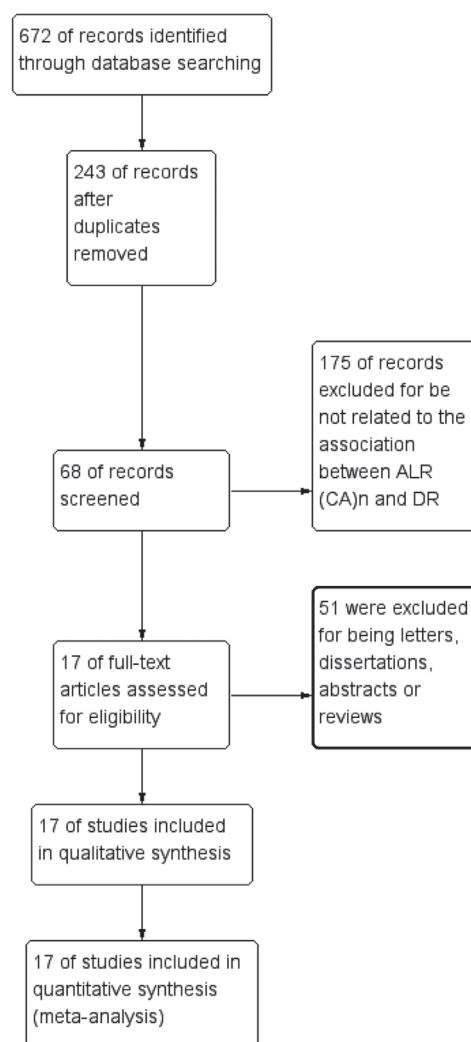 672 of records identified
through database searching
243 of records
after
duplicates
removed
175 of records
excluded for be
not related to the
association
between ALR
(CA)n and DR
68 of records
screened
51 were excluded
for being letters,
dissertations,
abstracts or
reviews
17 of full-text
articles assessed
for eligibility
17 of studies included
in qualitative synthesis
17 of studies included in
quantitative synthesis
(meta-analysis)